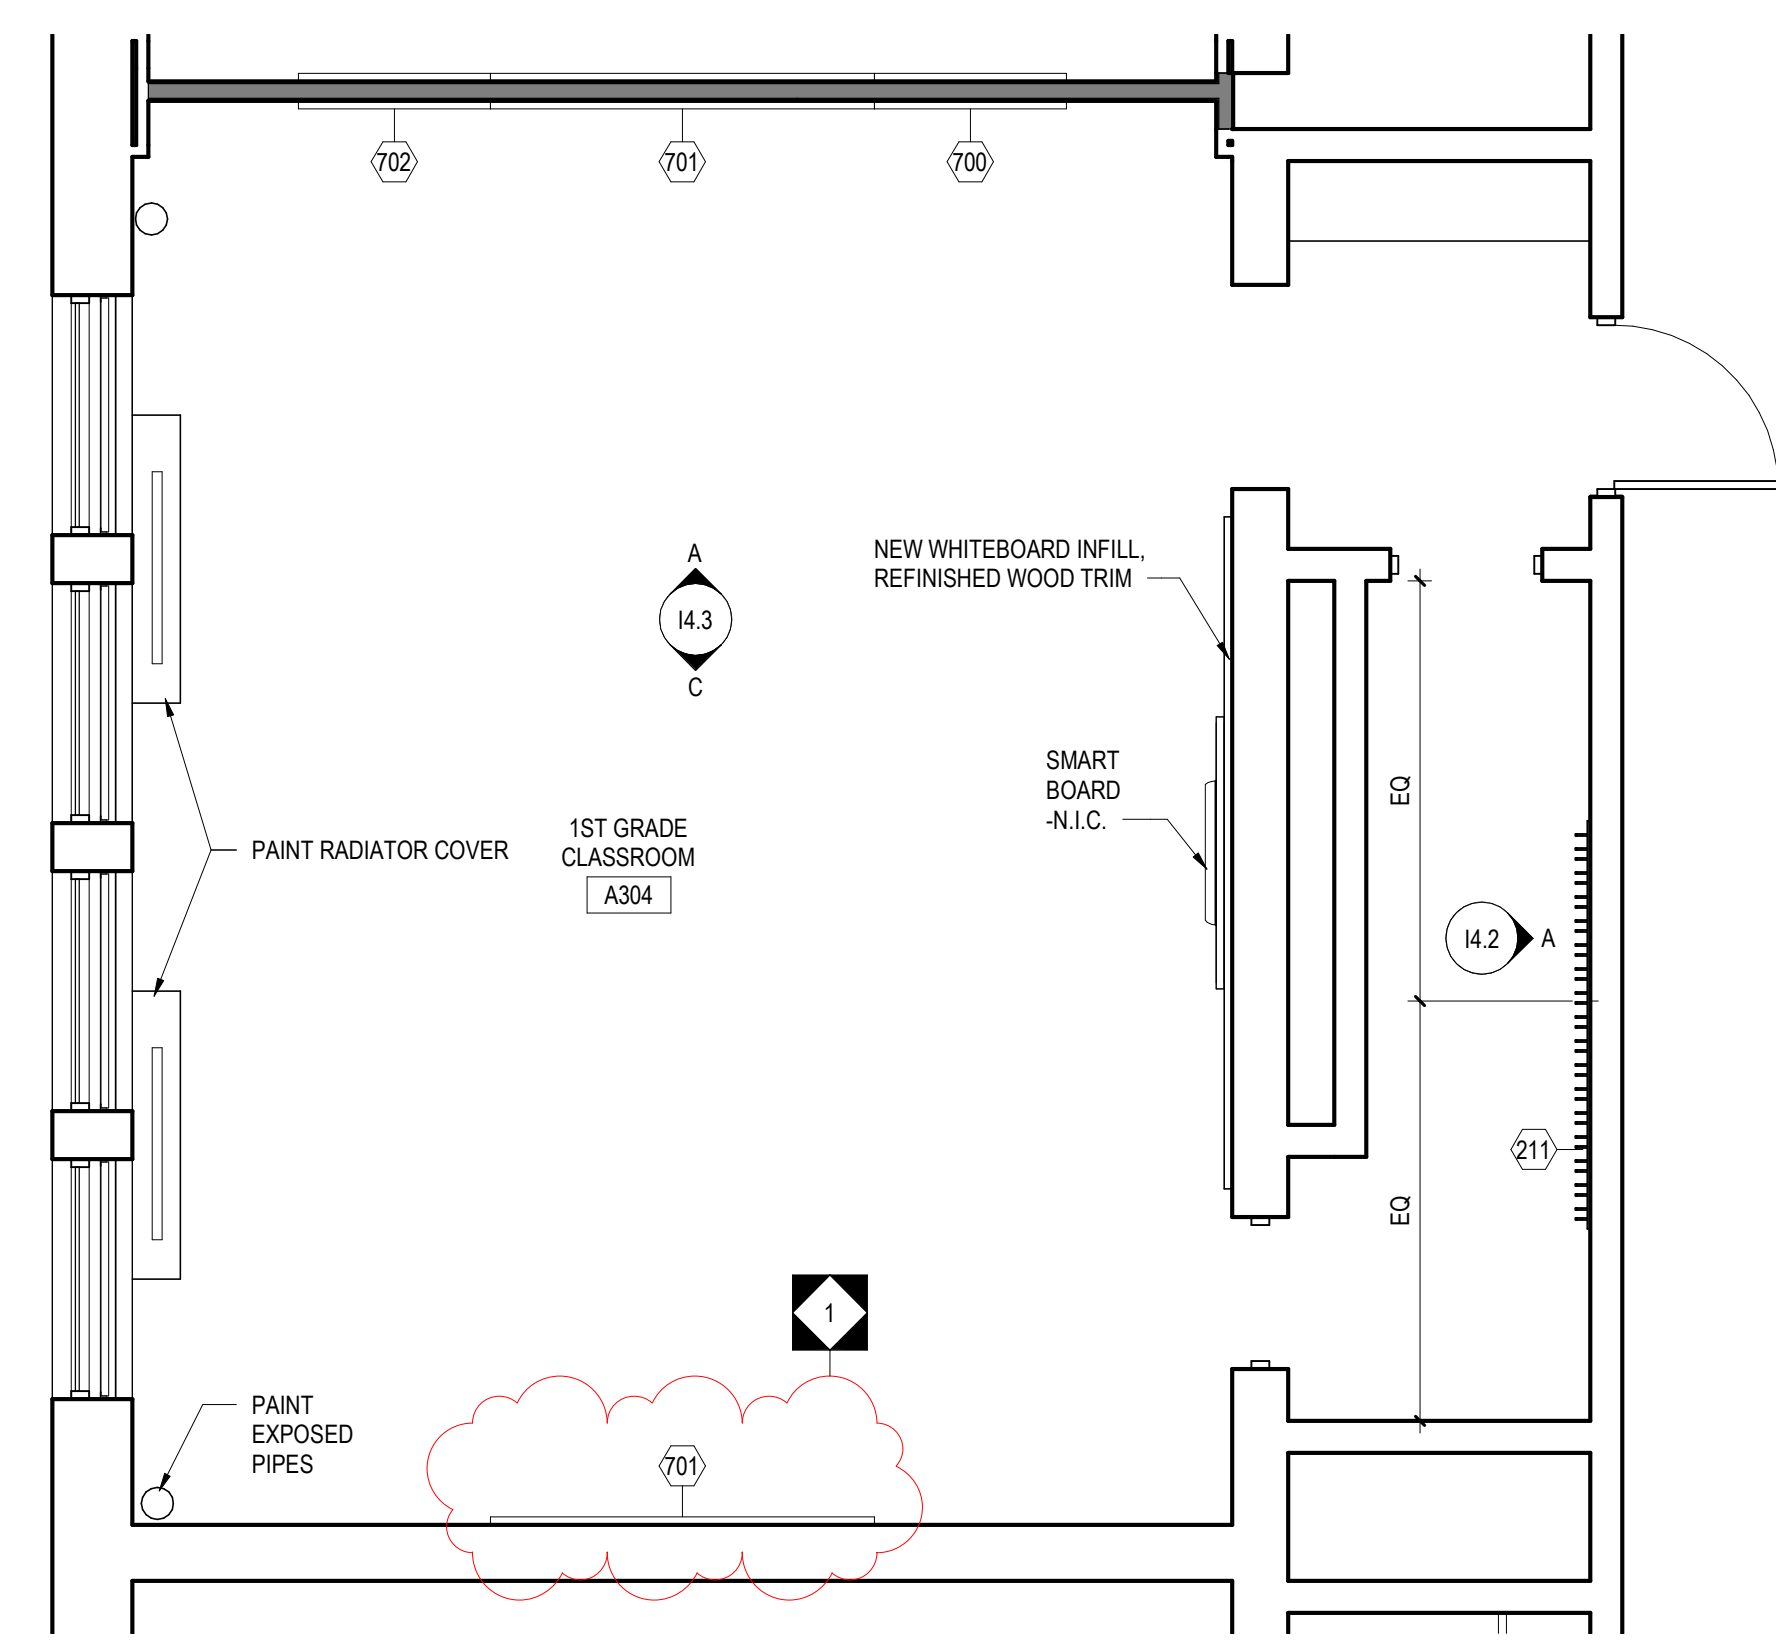 702
701
700
A
I4.3
C
NEW WHITEBOARD INFILL,
REFINISHED WOOD TRIM
SMART
BOARD
-N.I.C.
EQ
PAINT RADIATOR COVER
1ST GRADE
CLASSROOM
A304
I4.2
A
211
EQ
1
PAINT
EXPOSED
PIPES
701